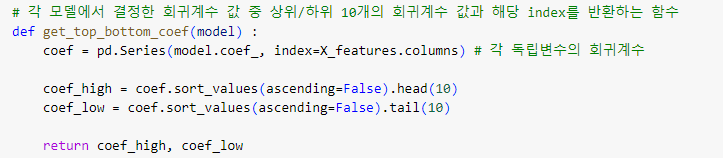 # 각 모델에서 결정한 회귀계수 값 중 상위/하위 10개의 회귀계수 값과 해당 index를 반환하는 함수
def get_top_bottom_coef(model) :
    coef = pd.Series(model.coef_, index=X_features.columns) # 각 독립변수의 회귀계수
    coef_high = coef.sort_values(ascending=False).head(10)
    coef_low = coef.sort_values(ascending=False).tail(10)
    return coef_high, coef_low